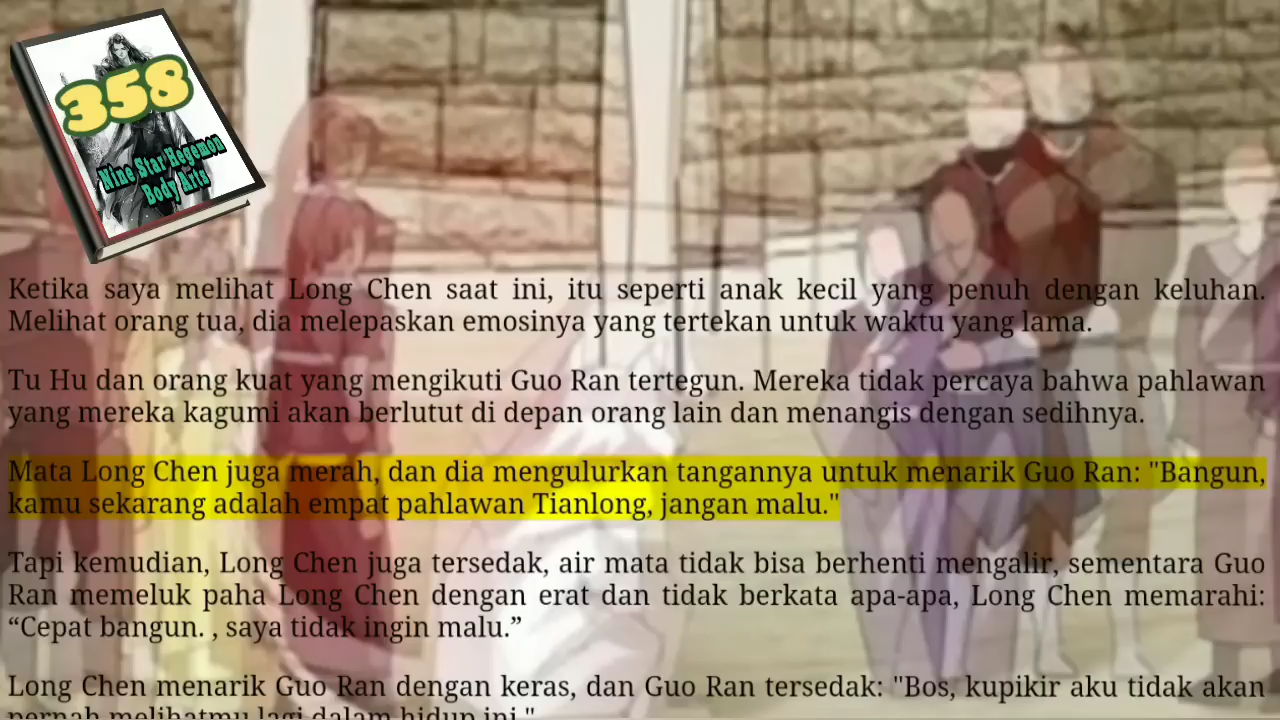 358
Nine Star Hegemon
Body Arts
Ketika saya melihat Long Chen saat ini, itu seperti anak kecil yang penuh dengan keluhan.
Melihat orang tua, dia melepaskan emosinya yang tertekan untuk waktu yang lama.
Tu Hu dan orang kuat yang mengikuti Guo Ran tertegun. Mereka tidak percaya bahwa pahlawan
yang mereka kagumi akan berlutut di depan orang lain dan menangis dengan sedihnya.
Mata Long Chen juga merah, dan dia mengulurkan tangannya untuk menarik Guo Ran: "Bangun,
kamu sekarang adalah empat pahlawan Tianlong, jangan malu."
Tapi kemudian, Long Chen juga tersedak, air mata tidak bisa berhenti mengalir, sementara Guo
Ran memeluk paha Long Chen dengan erat dan tidak berkata apa-apa, Long Chen memarahi:
“Cepat bangun. , saya tidak ingin malu.”
Long Chen menarik Guo Ran dengan keras, dan Guo Ran tersedak: "Bos, kupikir aku tidak akan
pernah melihatmu lagi dalam hidup ini."